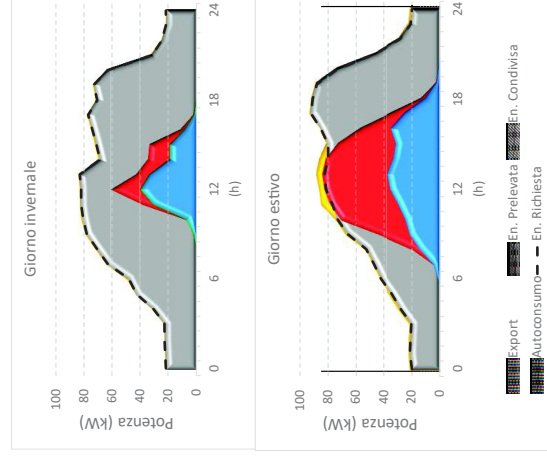 Giorno invernale
Potenza (kW)
100
80
60
40
20
0
0
6
12
18
24
(h)
Giorno estivo
Potenza (kW)
100
80
60
40
20
0
0
6
12
18
24
(h)
Export
En. Prelevata
En. Condivisa
Autoconsumo
En. Richiesta